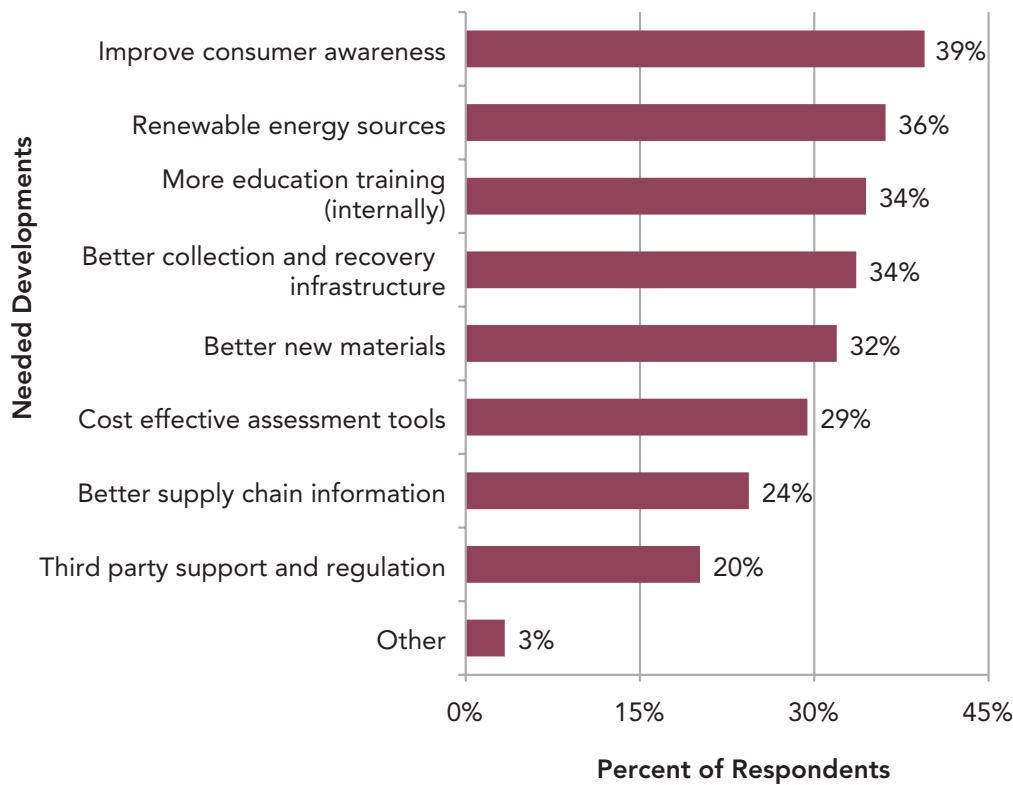 Needed Developments
Improve consumer awareness
39%
Renewable energy sources
36%
More education training
(internally)
34%
Better collection and recovery
infrastructure
34%
Better new materials
32%
Cost effective assessment tools
29%
Better supply chain information
24%
Third party support and regulation
20%
Other
3%
0%
15%
30%
45%
Percent of Respondents